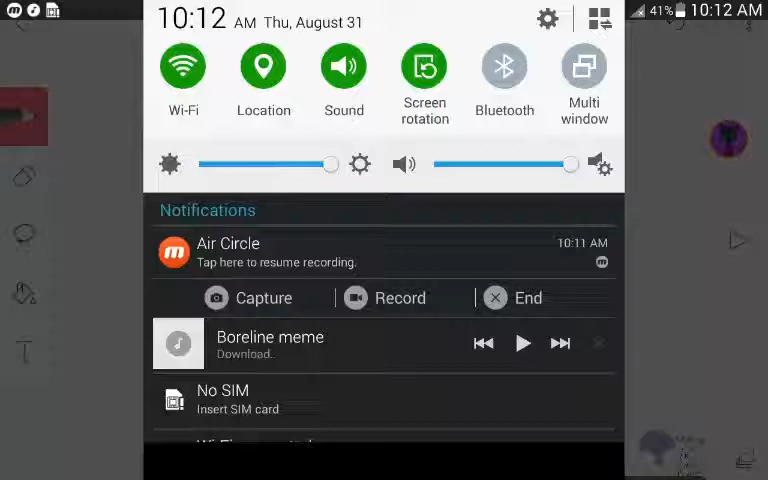 10:12 AM Thu, August 31
41% 10:12 AM
Wi-Fi
Location
Sound
Screen rotation
Bluetooth
Multi window
Notifications
Air Circle
10:11 AM
Tap here to resume recording.
Capture
Record
End
Boreline meme
Download.
No SIM
Insert SIM card